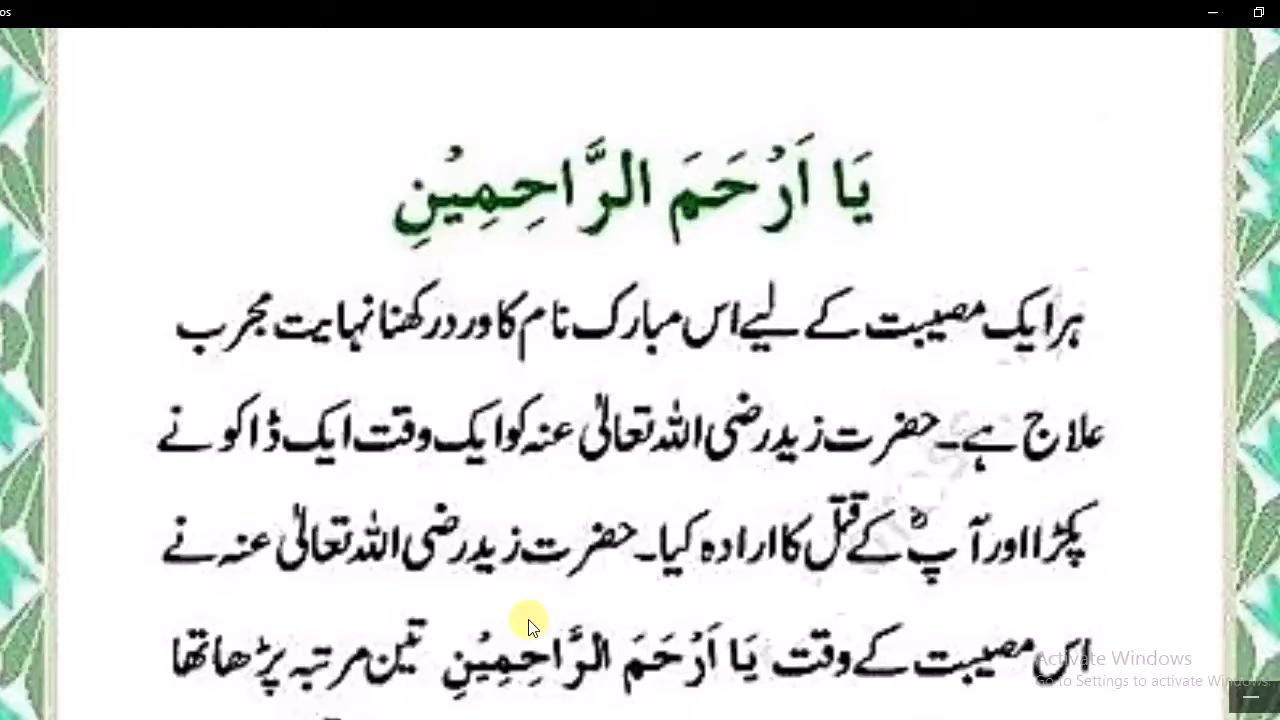 os
يَا اَرْحَمَ الرَّاحِمِيْنِ
ہر ایک مصیبت کے لیے اس مبارک نام کا ورد رکھنا نہایت مجرب
علاج ہے۔ حضرت زید رضی اللہ تعالیٰ عنہ کو ایک وقت ایک ڈاکو نے
پکڑا اور آپؓ کے قتل کا ارادہ کیا۔ حضرت زید رضی اللہ تعالیٰ عنہ نے
اس مصیبت کے وقت يَا اَرْحَمَ الرَّاحِمِيْنِ تین مرتبہ پڑھا تھا
Activate Windows
Go to Settings to activate Windows.